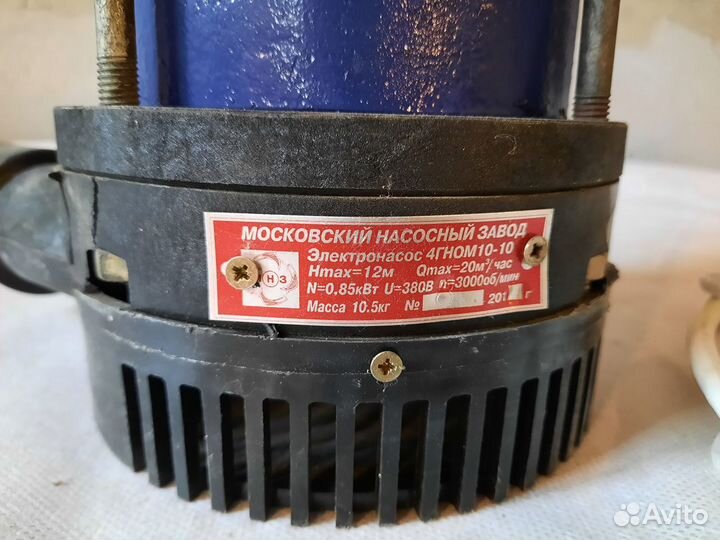 МОСКОВСКИЙ НАСОСНЫЙ ЗАВОД
Электронасос 4ГНОМ10-10
Hmax=12м Qmax=20м³/час
Н З
N=0.85кВт U=380В n=3000об/мин
Масса 10.5кг № 201 г
Avito